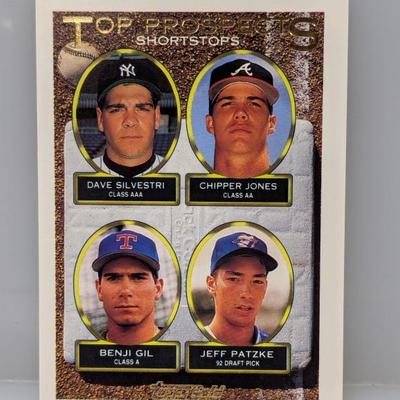 TOP PROSPECTS
SHORTSTOPS
DAVE SILVESTRI
CLASS AAA
CHIPPER JONES
CLASS AA
BENJI GIL
CLASS A
JEFF PATZKE
92 DRAFT PICK